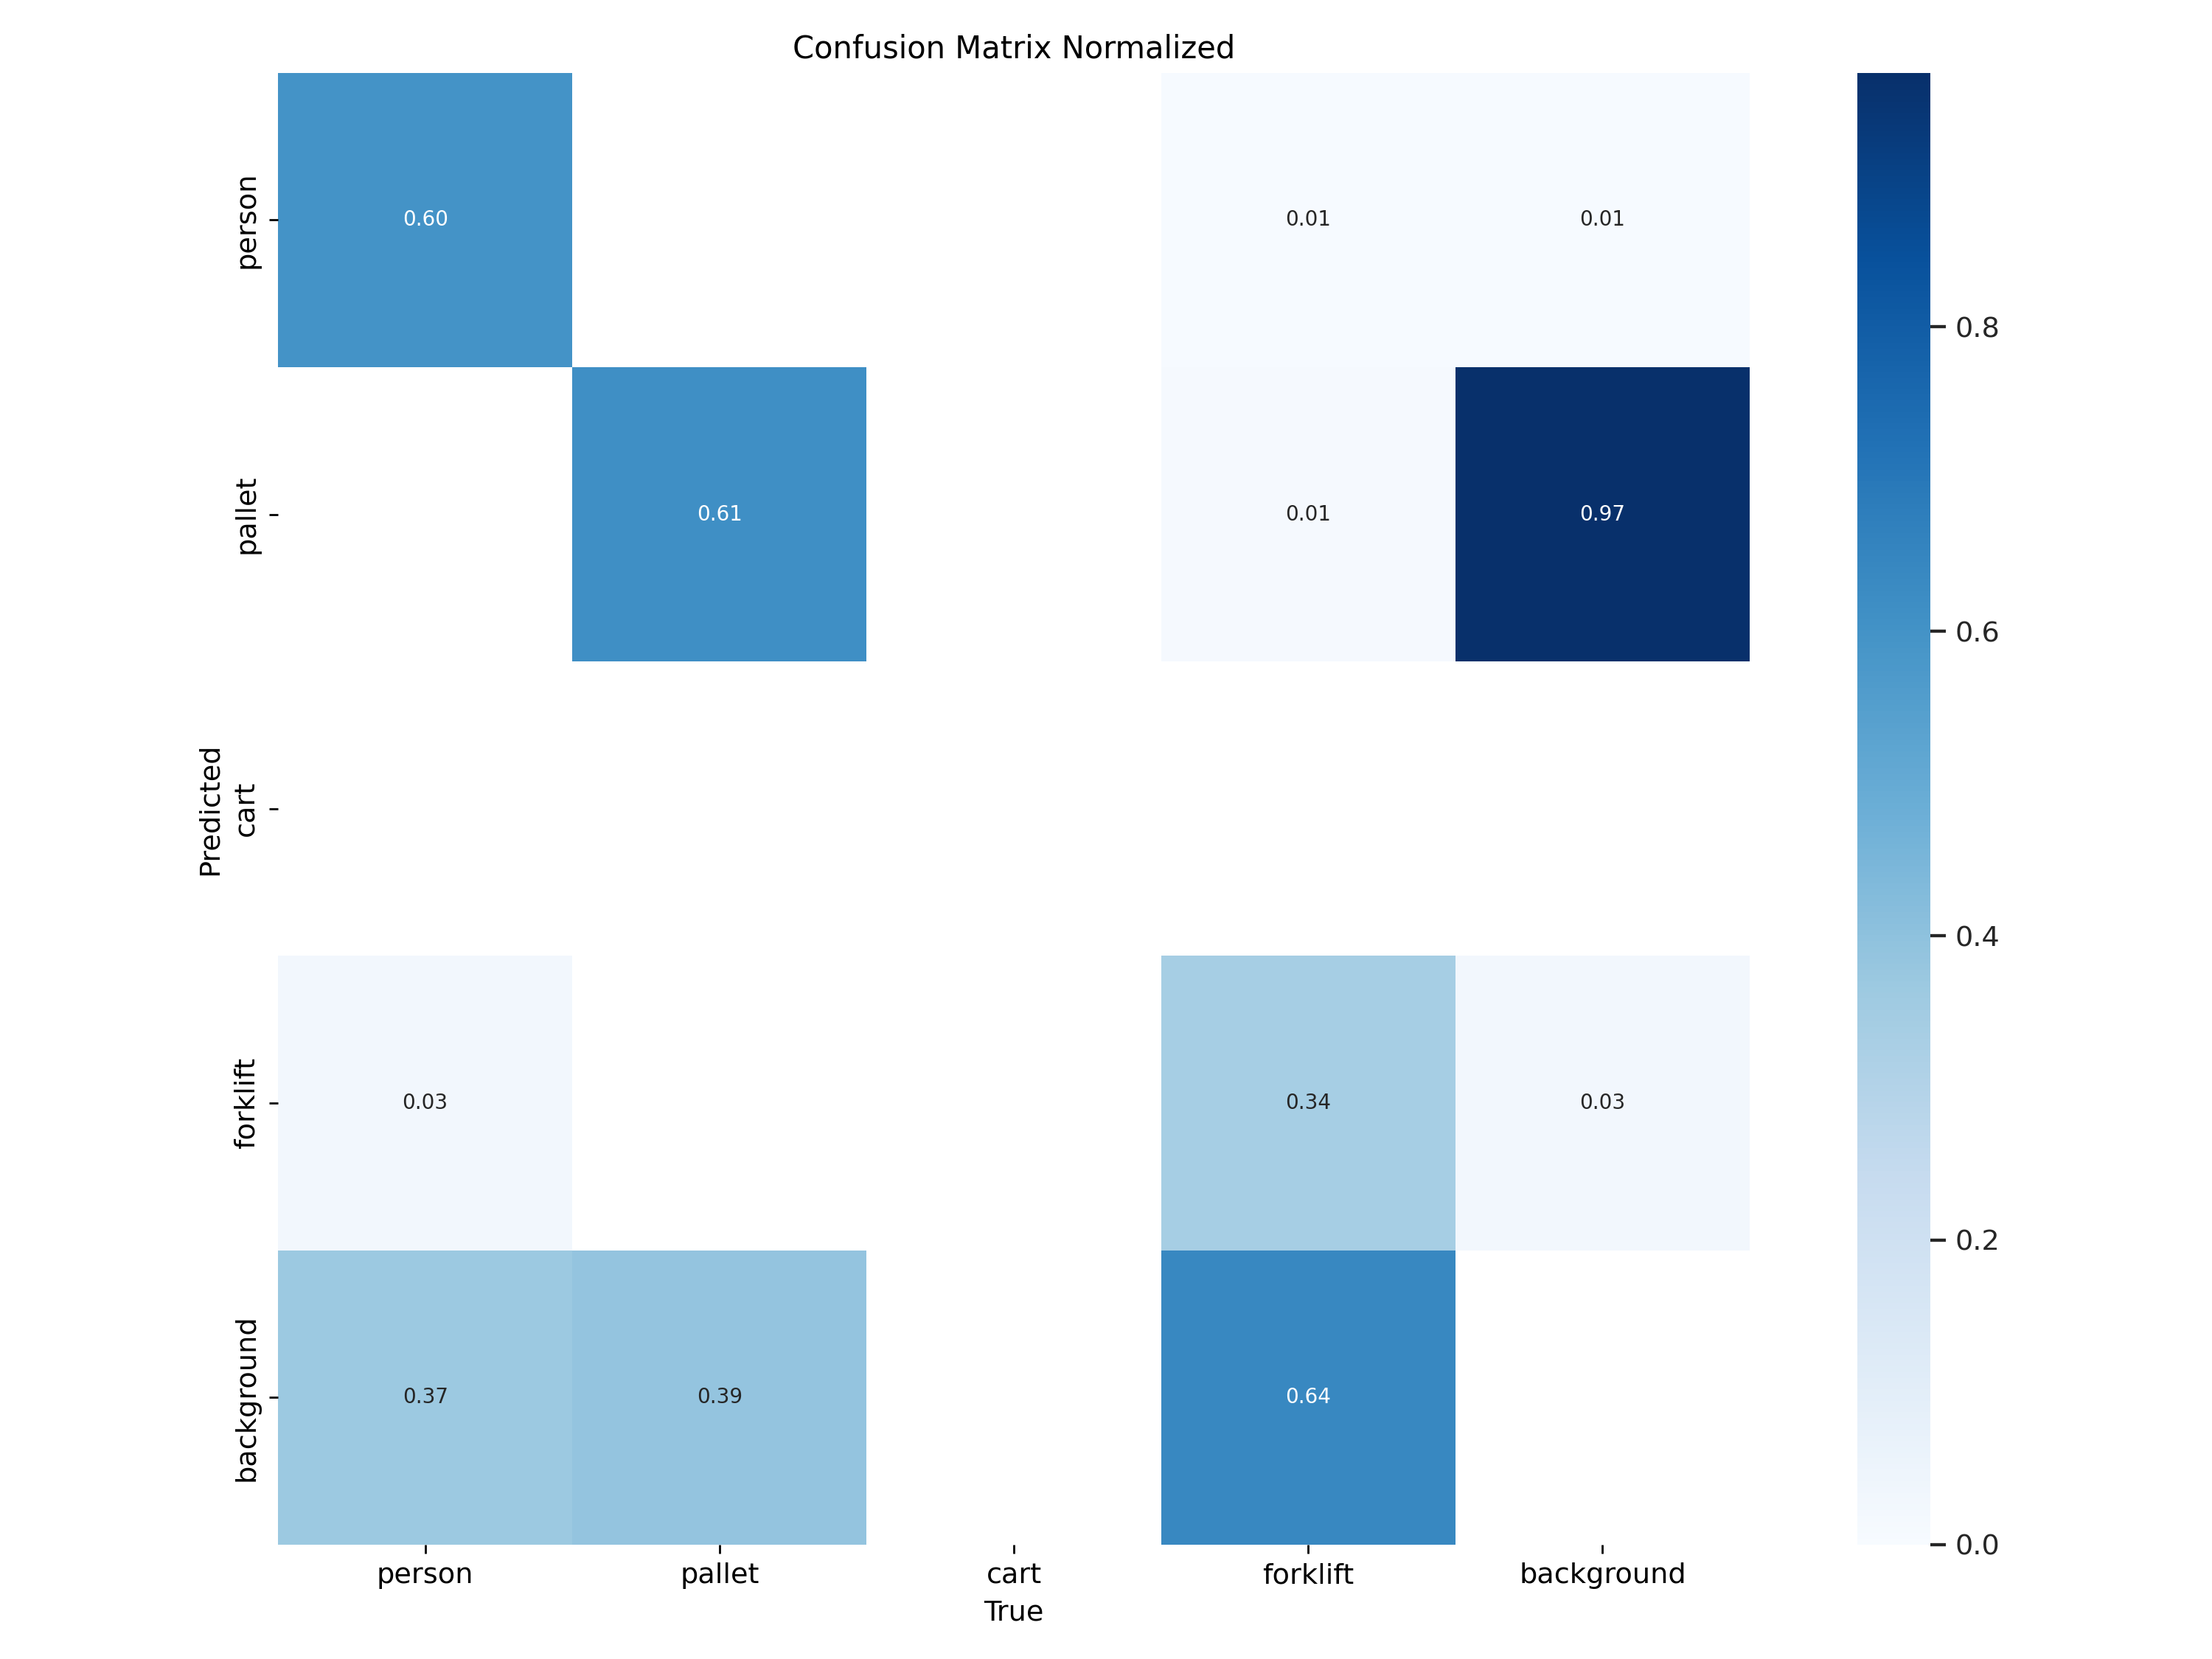 Confusion Matrix Normalized
person
0.60
0.01
0.01
0.8
pallet
0.61
0.01
0.97
0.6
Predicted
cart
0.4
forklift
0.03
0.34
0.03
0.2
background
0.37
0.39
0.64
0.0
person
pallet
cart
forklift
background
True